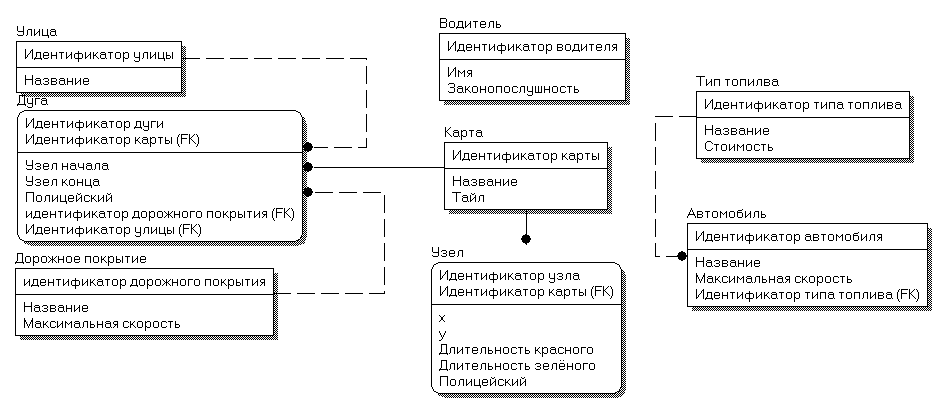 Улица
Идентификатор улицы
Название
Дуга
Идентификатор дуги
Идентификатор карты (FK)
Узел начала
Узел конца
Полицейский
идентификатор дорожного покрытия (FK)
Идентификатор улицы (FK)
Дорожное покрытие
идентификатор дорожного покрытия
Название
Максимальная скорость
Водитель
Идентификатор водителя
Имя
Законопослушность
Карта
Идентификатор карты
Название
Тайл
Узел
Идентификатор узла
Идентификатор карты (FK)
x
y
Длительность красного
Длительность зелёного
Полицейский
Тип топилва
Идентификатор типа топлива
Название
Стоимость
Автомобиль
Идентификатор автомобиля
Название
Максимальная скорость
Идентификатор типа топлива (FK)